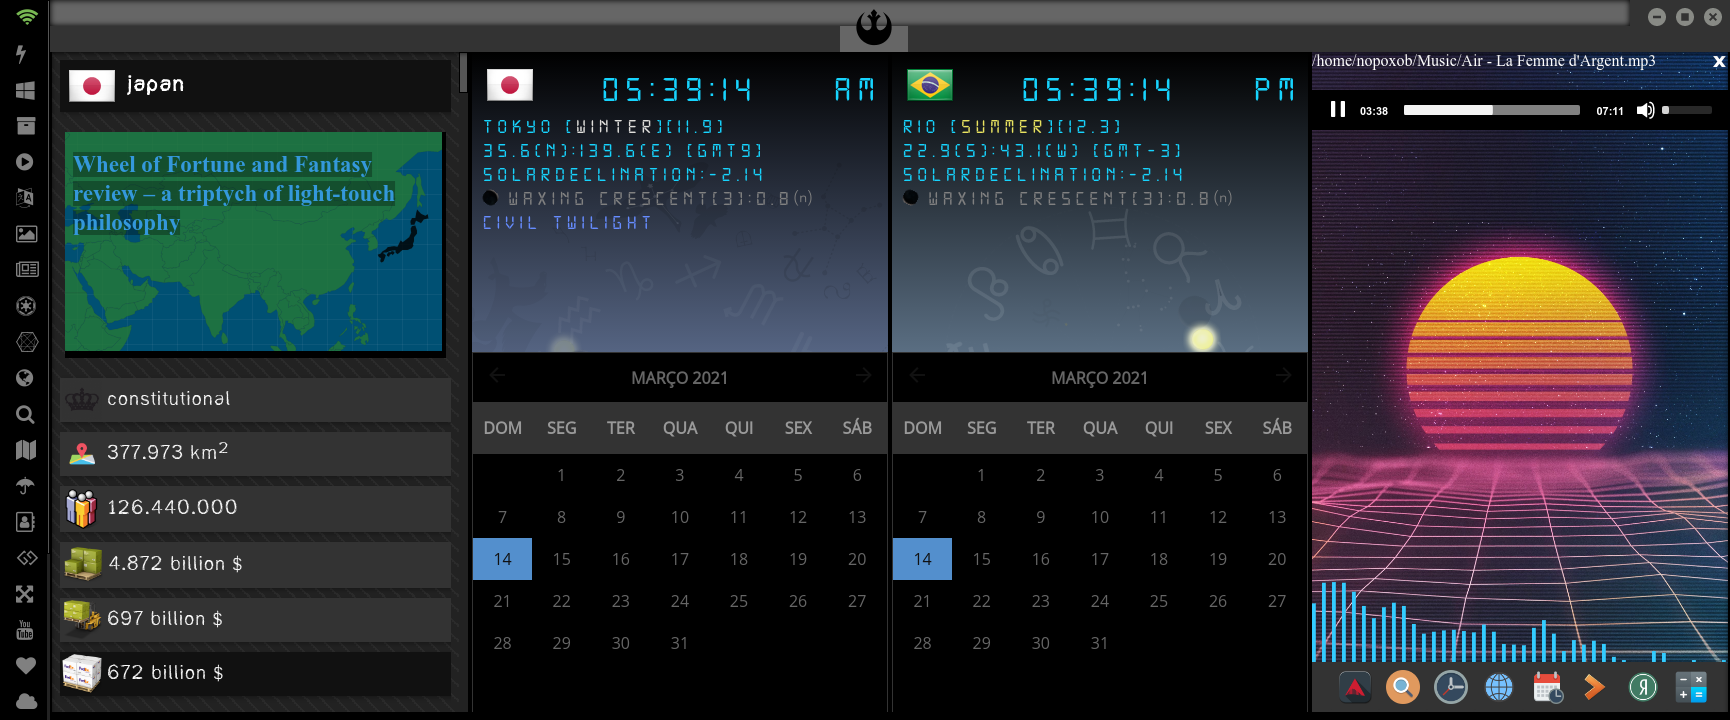 japan
Wheel of Fortune and Fantasy
review – a triptych of light-touch
philosophy
constitutional
377.973 km²
126.440.000
4.872 billion $
697 billion $
672 billion $
05:39:14 AM
TOKYO [WINTER][11.9]
35.6(N):139.6(E) [GMT9]
SOLARDECLINATION:-2.14
WAXING CRESCENT[3]:0.8(n)
CIVIL TWILIGHT
MARÇO 2021
DOM SEG TER QUA QUI SEX SÁB
1 2 3 4 5 6
7 8 9 10 11 12 13
14 15 16 17 18 19 20
21 22 23 24 25 26 27
28 29 30 31
05:39:14 PM
RIO [SUMMER][12.3]
22.9(S):43.1(W) [GMT-3]
SOLARDECLINATION:-2.14
WAXING CRESCENT[3]:0.8(n)
MARÇO 2021
DOM SEG TER QUA QUI SEX SÁB
1 2 3 4 5 6
7 8 9 10 11 12 13
14 15 16 17 18 19 20
21 22 23 24 25 26 27
28 29 30 31
/home/nopoxob/Music/Air - La Femme d'Argent.mp3 x
03:38 07:11
You
Tube
FedEx FedEx
Я